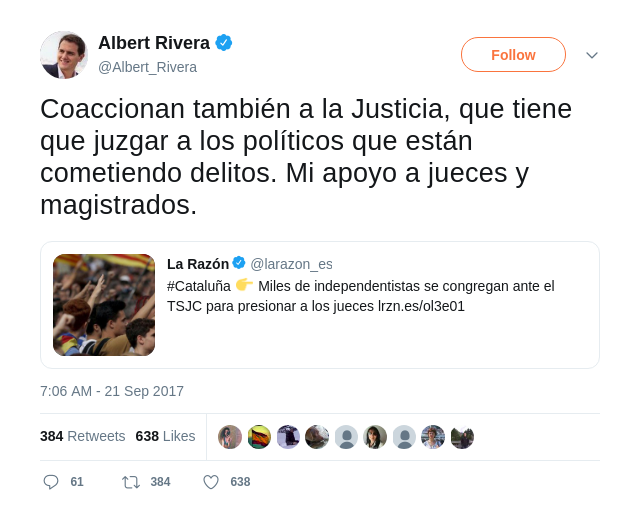 Albert Rivera
@Albert_Rivera
Follow
Coaccionan también a la Justicia, que tiene
que juzgar a los políticos que están
cometiendo delitos. Mi apoyo a jueces y
magistrados.
La Razón @larazon_es
#Cataluña 👉 Miles de independentistas se congregan ante el
TSJC para presionar a los jueces lrzn.es/ol3e01
7:06 AM - 21 Sep 2017
384 Retweets 638 Likes
61 384 638